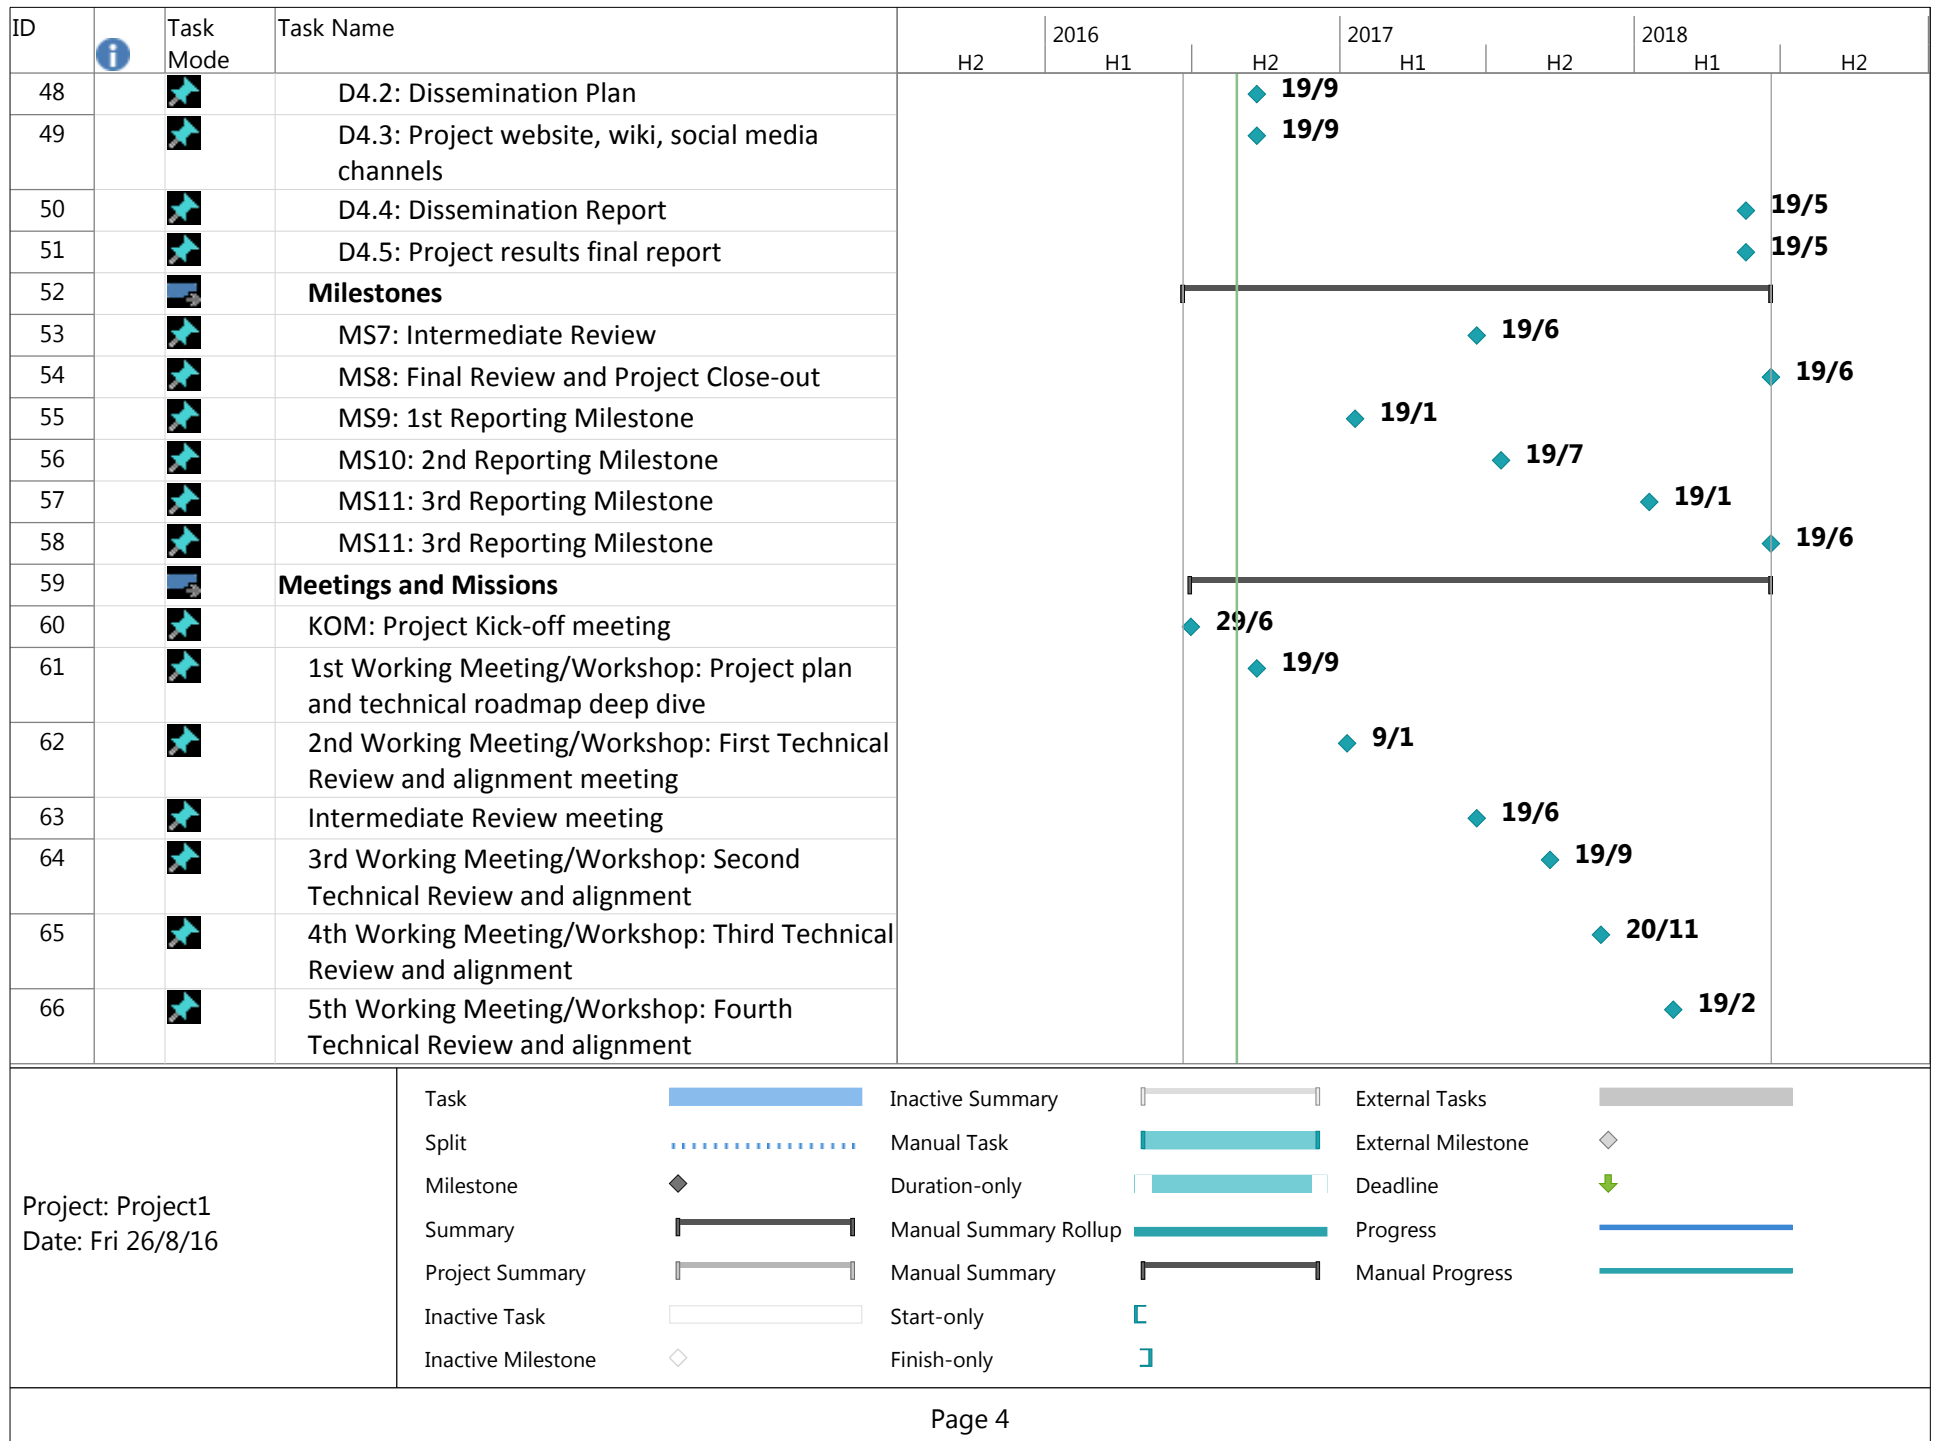 ID Task Mode Task Name 2016 2017 2018
H2 H1 H2 H1 H2 H1 H2
48 D4.2: Dissemination Plan 19/9
49 D4.3: Project website, wiki, social media 19/9
channels
50 D4.4: Dissemination Report 19/5
51 D4.5: Project results final report 19/5
52 Milestones
53 MS7: Intermediate Review 19/6
54 MS8: Final Review and Project Close-out 19/6
55 MS9: 1st Reporting Milestone 19/1
56 MS10: 2nd Reporting Milestone 19/7
57 MS11: 3rd Reporting Milestone 19/1
58 MS11: 3rd Reporting Milestone 19/6
59 Meetings and Missions
60 KOM: Project Kick-off meeting 29/6
61 1st Working Meeting/Workshop: Project plan 19/9
and technical roadmap deep dive
62 2nd Working Meeting/Workshop: First Technical 9/1
Review and alignment meeting
63 Intermediate Review meeting 19/6
64 3rd Working Meeting/Workshop: Second 19/9
Technical Review and alignment
65 4th Working Meeting/Workshop: Third Technical 20/11
Review and alignment
66 5th Working Meeting/Workshop: Fourth 19/2
Technical Review and alignment
Project: Project1
Date: Fri 26/8/16
Task
Split
Milestone
Summary
Project Summary
Inactive Task
Inactive Milestone
Inactive Summary
Manual Task
Duration-only
Manual Summary Rollup
Manual Summary
Start-only
Finish-only
External Tasks
External Milestone
Deadline
Progress
Manual Progress
Page 4